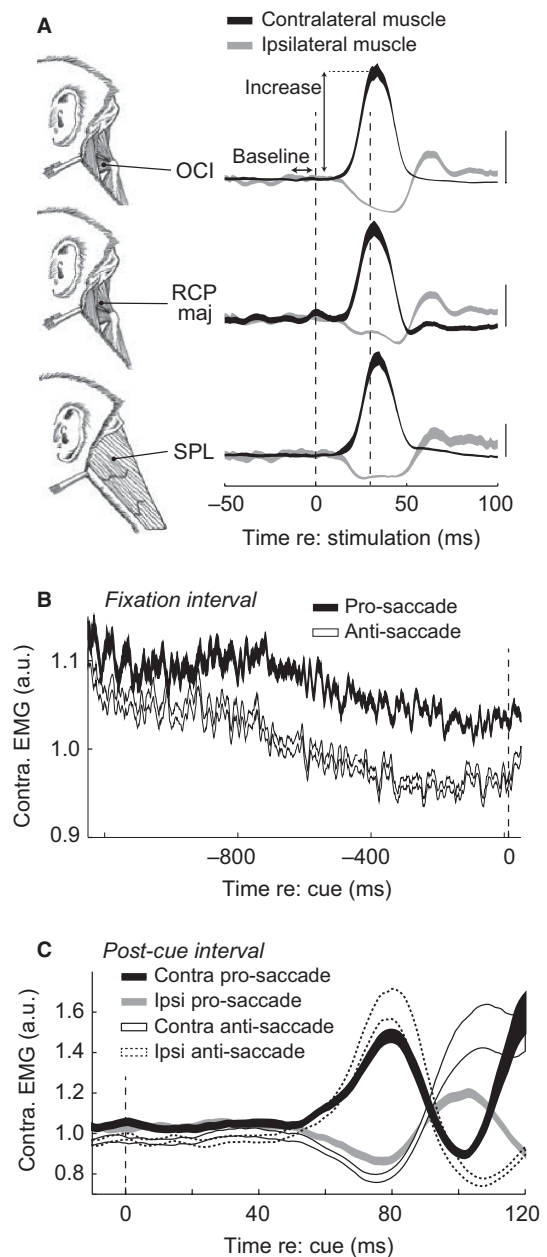 A
Contralateral muscle
Ipsilateral muscle
Increase
Baseline
OCI
RCP
maj
SPL
–50 0 50 100
Time re: stimulation (ms)
B Fixation interval
Pro-saccade
Anti-saccade
Contra. EMG (a.u.)
1.1
1.0
0.9
–800 –400 0
Time re: cue (ms)
C Post-cue interval
Contra pro-saccade
Ipsi pro-saccade
Contra anti-saccade
Ipsi anti-saccade
Contra. EMG (a.u.)
1.6
1.4
1.2
1.0
0.8
0 40 80 120
Time re: cue (ms)